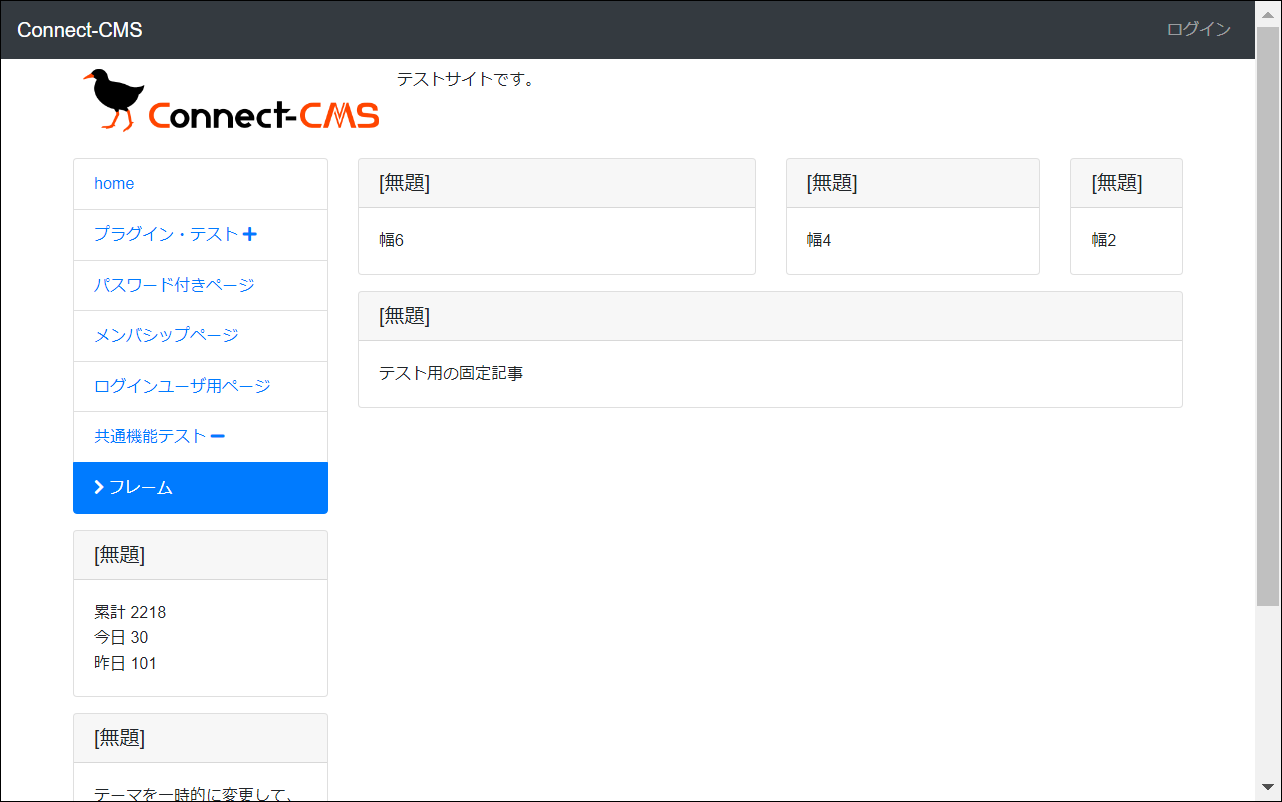 Connect-CMS
ログイン
Connect-CMS
テストサイトです。
home
プラグイン・テスト
パスワード付きページ
メンバシップページ
ログインユーザ用ページ
共通機能テスト
フレーム
[無題]
累計 2218
今日 30
昨日 101
[無題]
テーマを一時的に変更して、
[無題]
幅6
[無題]
幅4
[無題]
幅2
[無題]
テスト用の固定記事